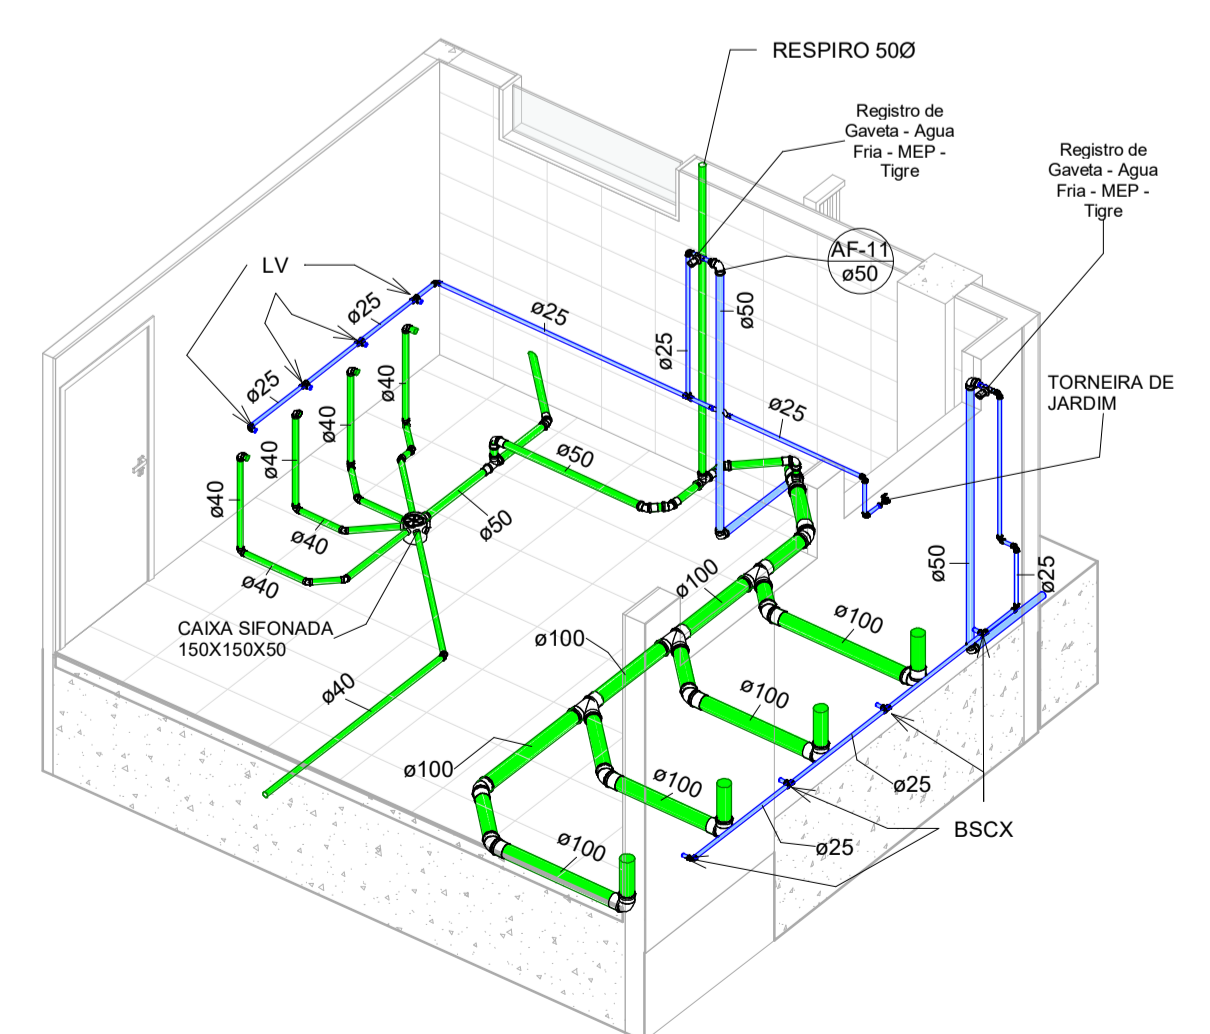 RESPIRO 50Ø
Registro de
Gaveta - Agua
Fria - MEP -
Tigre
Registro de
Gaveta - Agua
Fria - MEP -
Tigre
AF-11
ø50
LV
ø25
ø25
ø25
ø50
ø25
ø25
TORNEIRA DE
JARDIM
ø40
ø40
ø40
ø40
ø50
ø50
ø40
ø40
ø50
ø25
CAIXA SIFONADA
150X150X50
ø40
ø100
ø100
ø100
ø100
ø100
ø100
ø100
ø25
ø25
BSCX